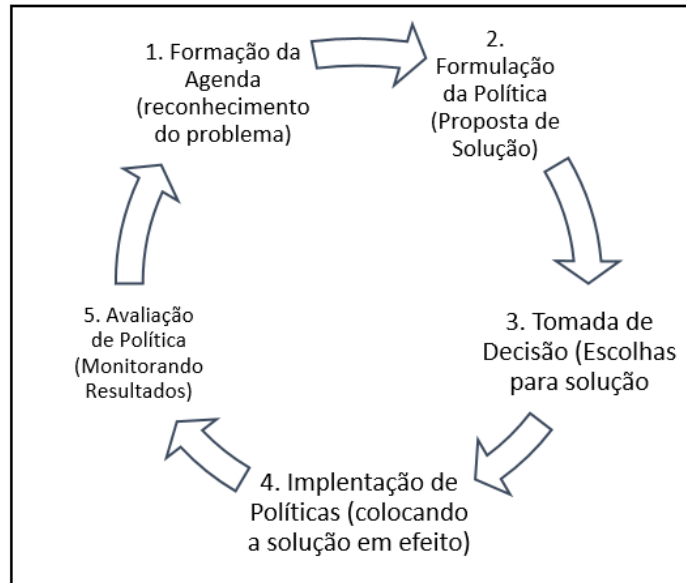 1. Formação da
Agenda
(reconhecimento
do problema)
2.
Formulação
da Política
(Proposta de
Solução)
3. Tomada de
Decisão (Escolhas
para solução
4. Implentação de
Políticas (colocando
a solução em efeito)
5. Avaliação
de Política
(Monitorando
Resultados)